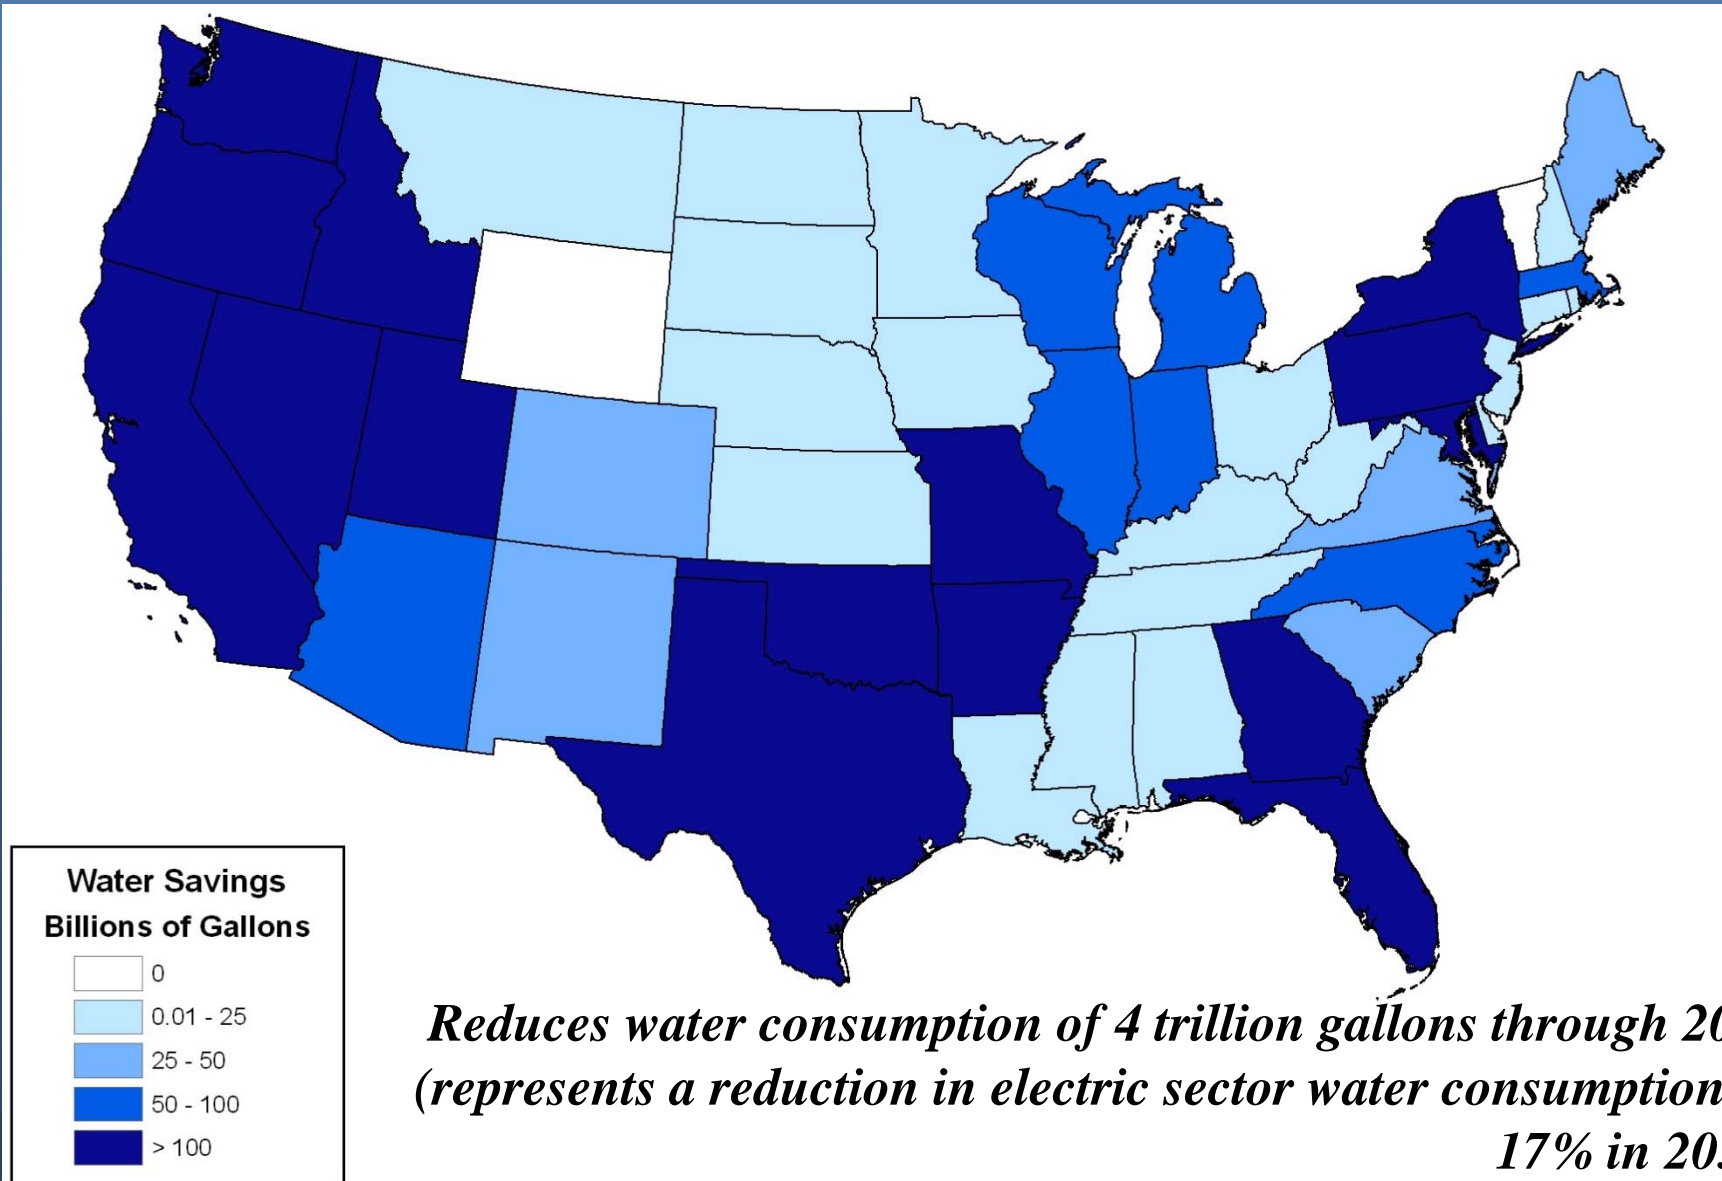 Water Savings
Billions of Gallons
0
0.01 - 25
25 - 50
50 - 100
> 100
Reduces water consumption of 4 trillion gallons through
(represents a reduction in electric sector water consumption
17% in